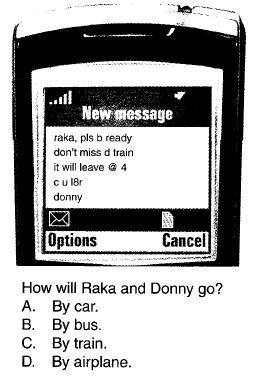 New message
raka, pls b ready
don't miss d train
it will leave @ 4
c u l8r
donny
Options Cancel
How will Raka and Donny go?
A. By car.
B. By bus.
C. By train.
D. By airplane.